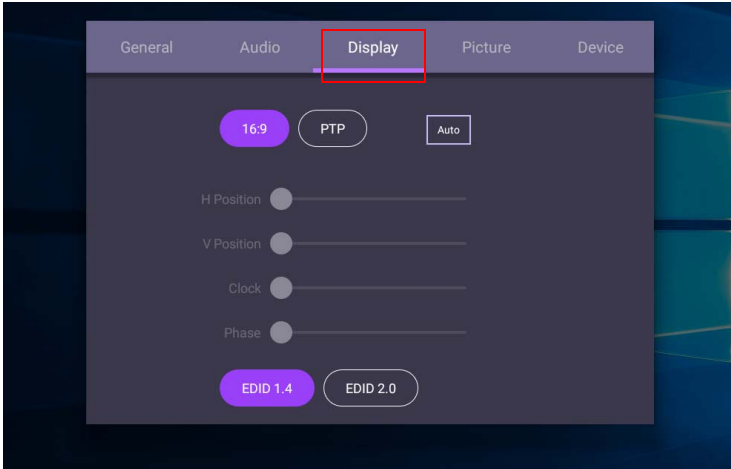 General Audio Display Picture Device
16:9 PTP Auto
H Position
V Position
Clock
Phase
EDID 1.4 EDID 2.0